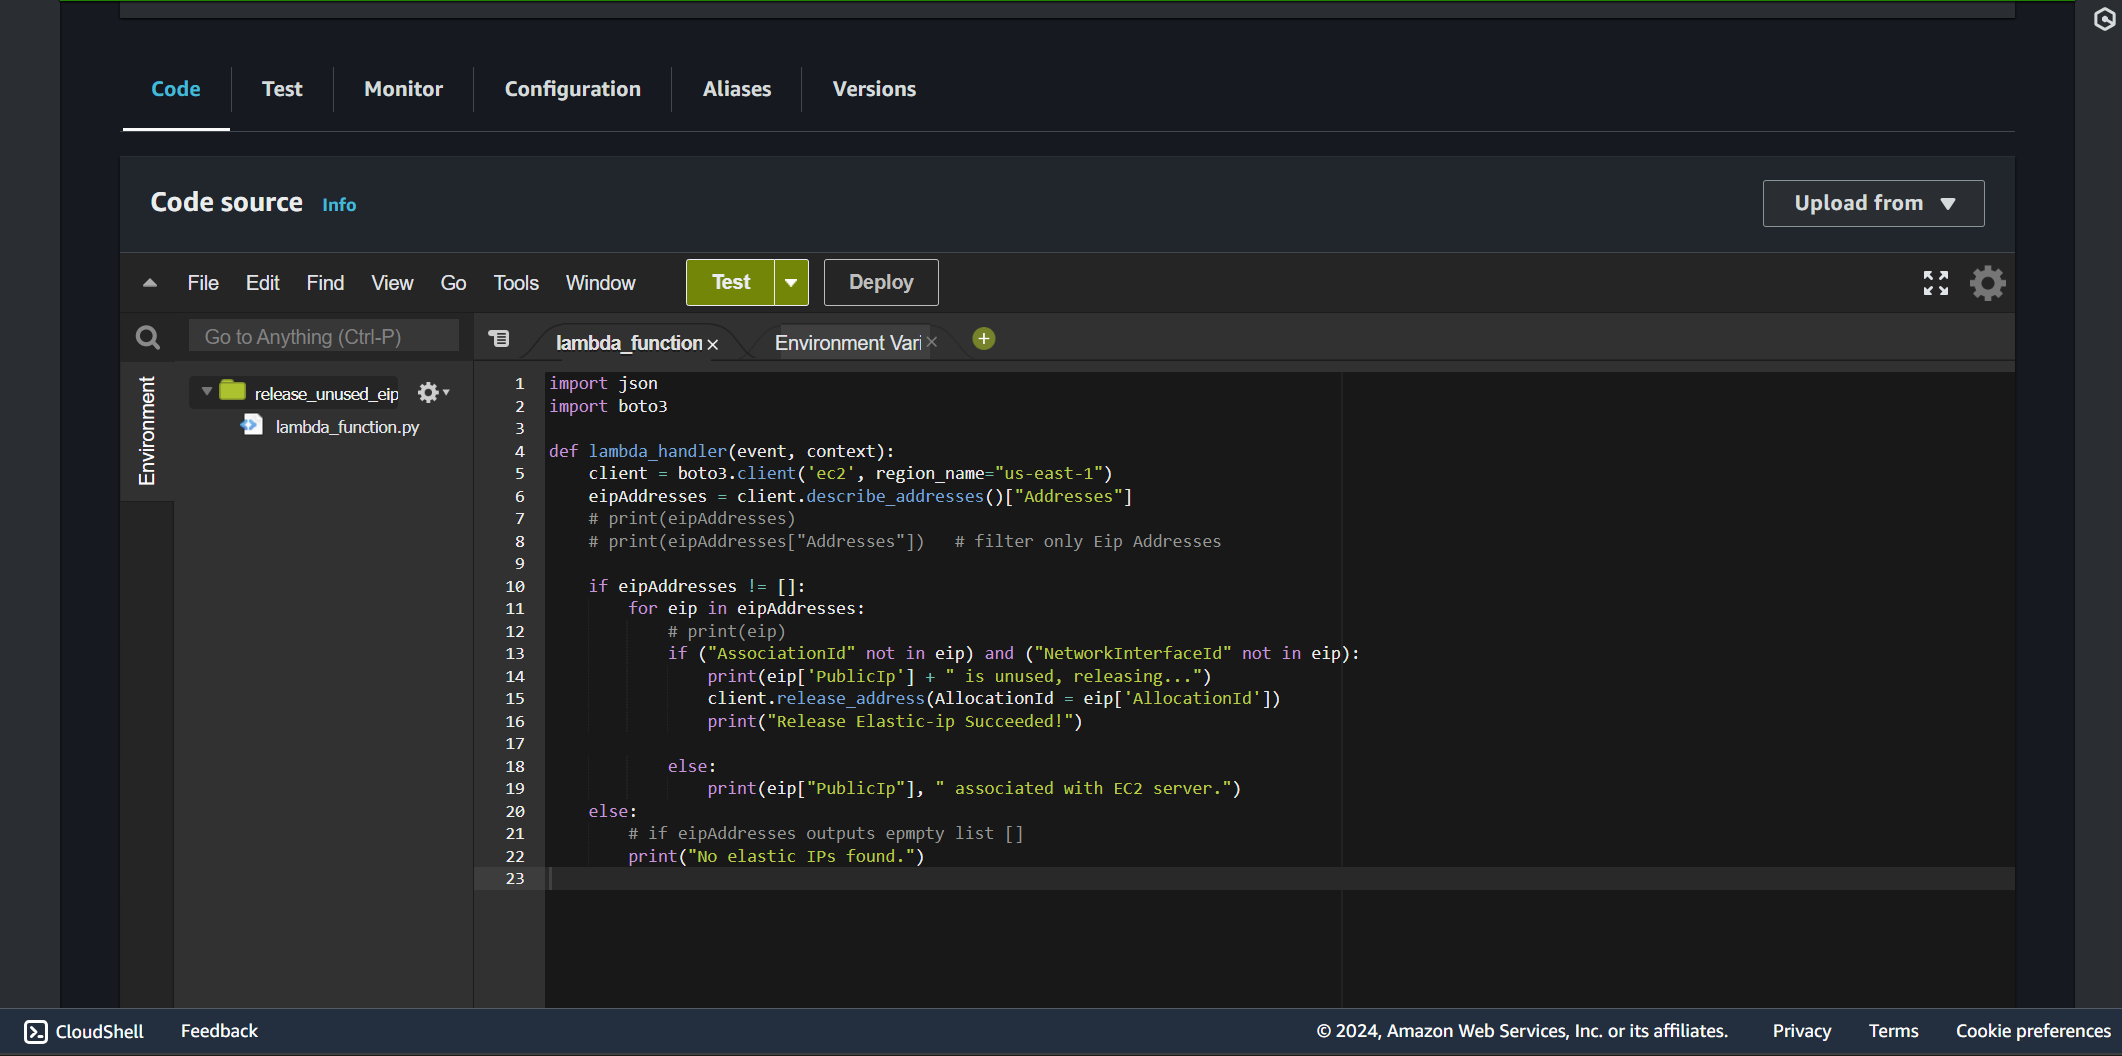 Code Test Monitor Configuration Aliases Versions
Code source Info Upload from
File Edit Find View Go Tools Window Test Deploy
Go to Anything (Ctrl-P) lambda_function Environment Vari
Environment
release_unused_eip
lambda_function.py
1 import json
2 import boto3
3
4 def lambda_handler(event, context):
5 client = boto3.client('ec2', region_name="us-east-1")
6 eipAddresses = client.describe_addresses()["Addresses"]
7 # print(eipAddresses)
8 # print(eipAddresses["Addresses"]) # filter only Eip Addresses
9
10 if eipAddresses != []:
11 for eip in eipAddresses:
12 # print(eip)
13 if ("AssociationId" not in eip) and ("NetworkInterfaceId" not in eip):
14 print(eip['PublicIp'] + " is unused, releasing...")
15 client.release_address(AllocationId = eip['AllocationId'])
16 print("Release Elastic-ip Succeeded!")
17
18 else:
19 print(eip["PublicIp"], " associated with EC2 server.")
20 else:
21 # if eipAddresses outputs epmpty list []
22 print("No elastic IPs found.")
23
CloudShell Feedback © 2024, Amazon Web Services, Inc. or its affiliates. Privacy Terms Cookie preferences